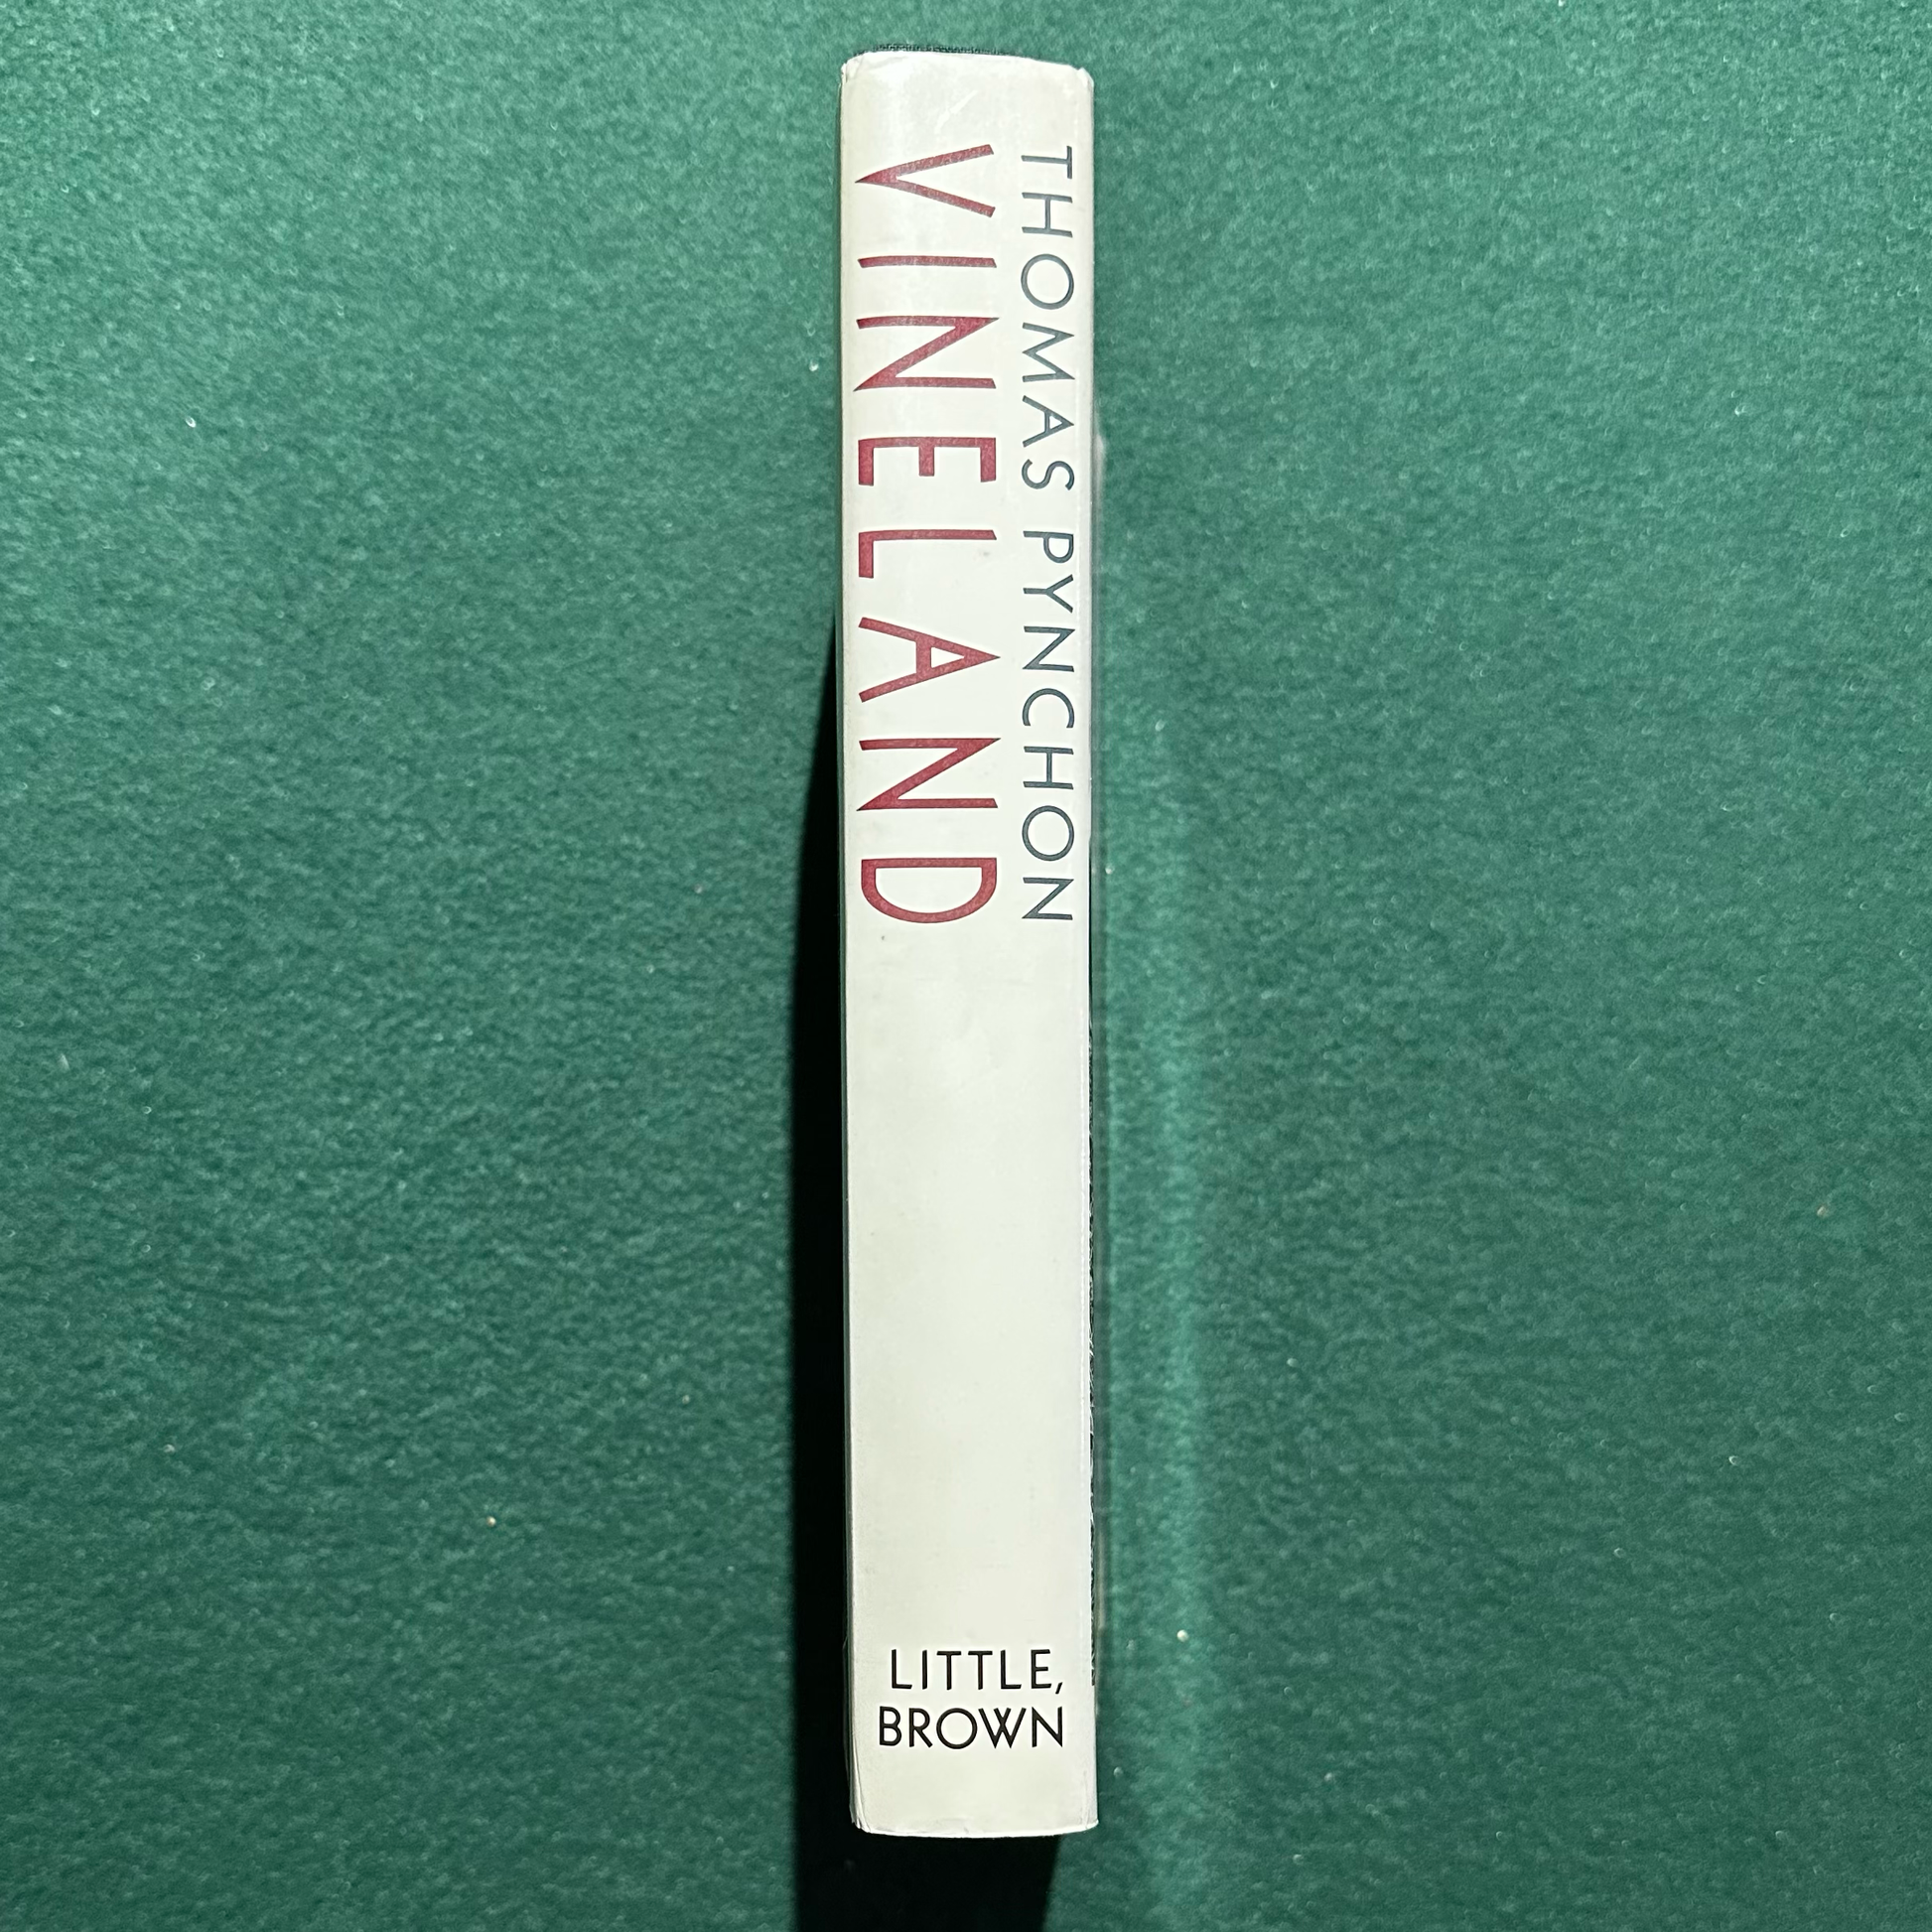 THOMAS PYNCHON
VINELAND
LITTLE,
BROWN